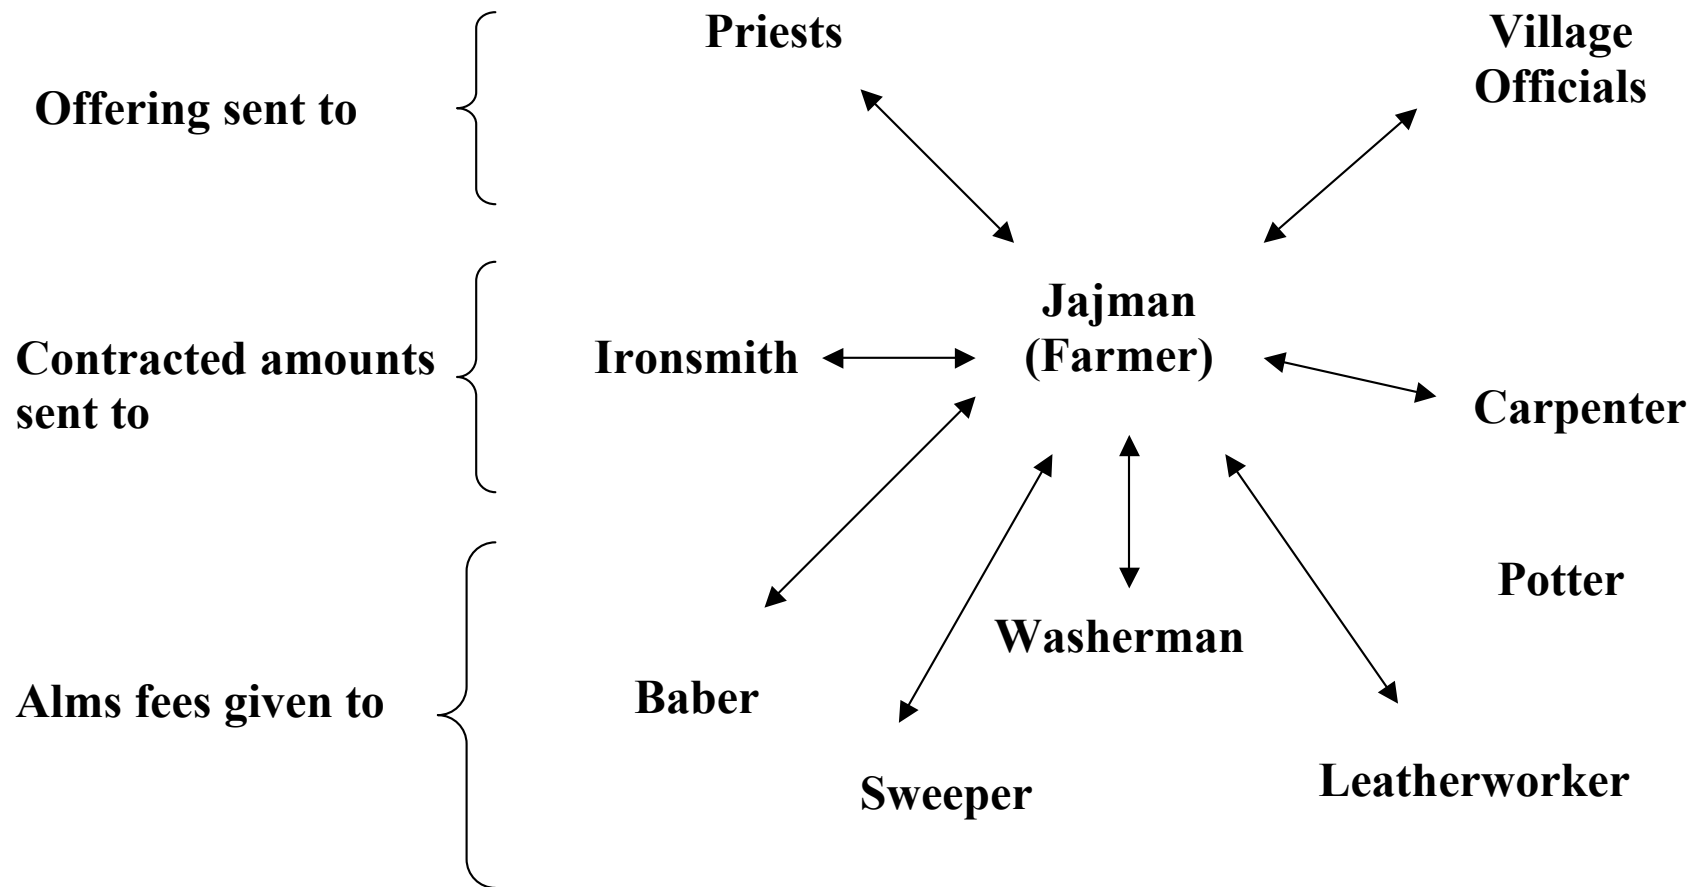 Priests
Village
Officials
Offering sent to
Jajman
(Farmer)
Contracted amounts
sent to
Ironsmith
Carpenter
Potter
Washerman
Alms fees given to
Baber
Sweeper
Leatherworker